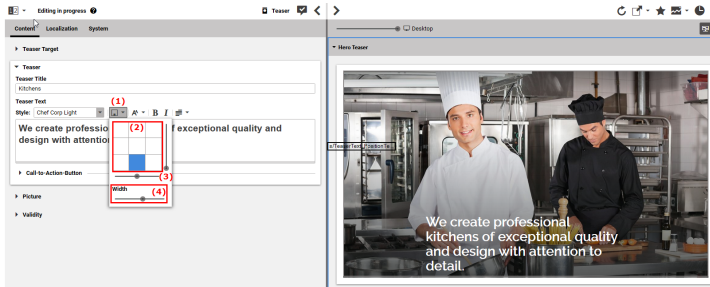 Editing in progress
Teaser
Desktop
Content Localization System
Teaser Target
Hero Teaser
Teaser
Teaser Title
Kitchens
Teaser Text
(1)
Style: Chef Corp Light
B I
(2)
We create professio of exceptional quality and
design with attentio
(3)
Call-to-Action-Button
Width
(4)
Picture
Validity
We create professional
kitchens of exceptional quality
and design with attention to
detail.